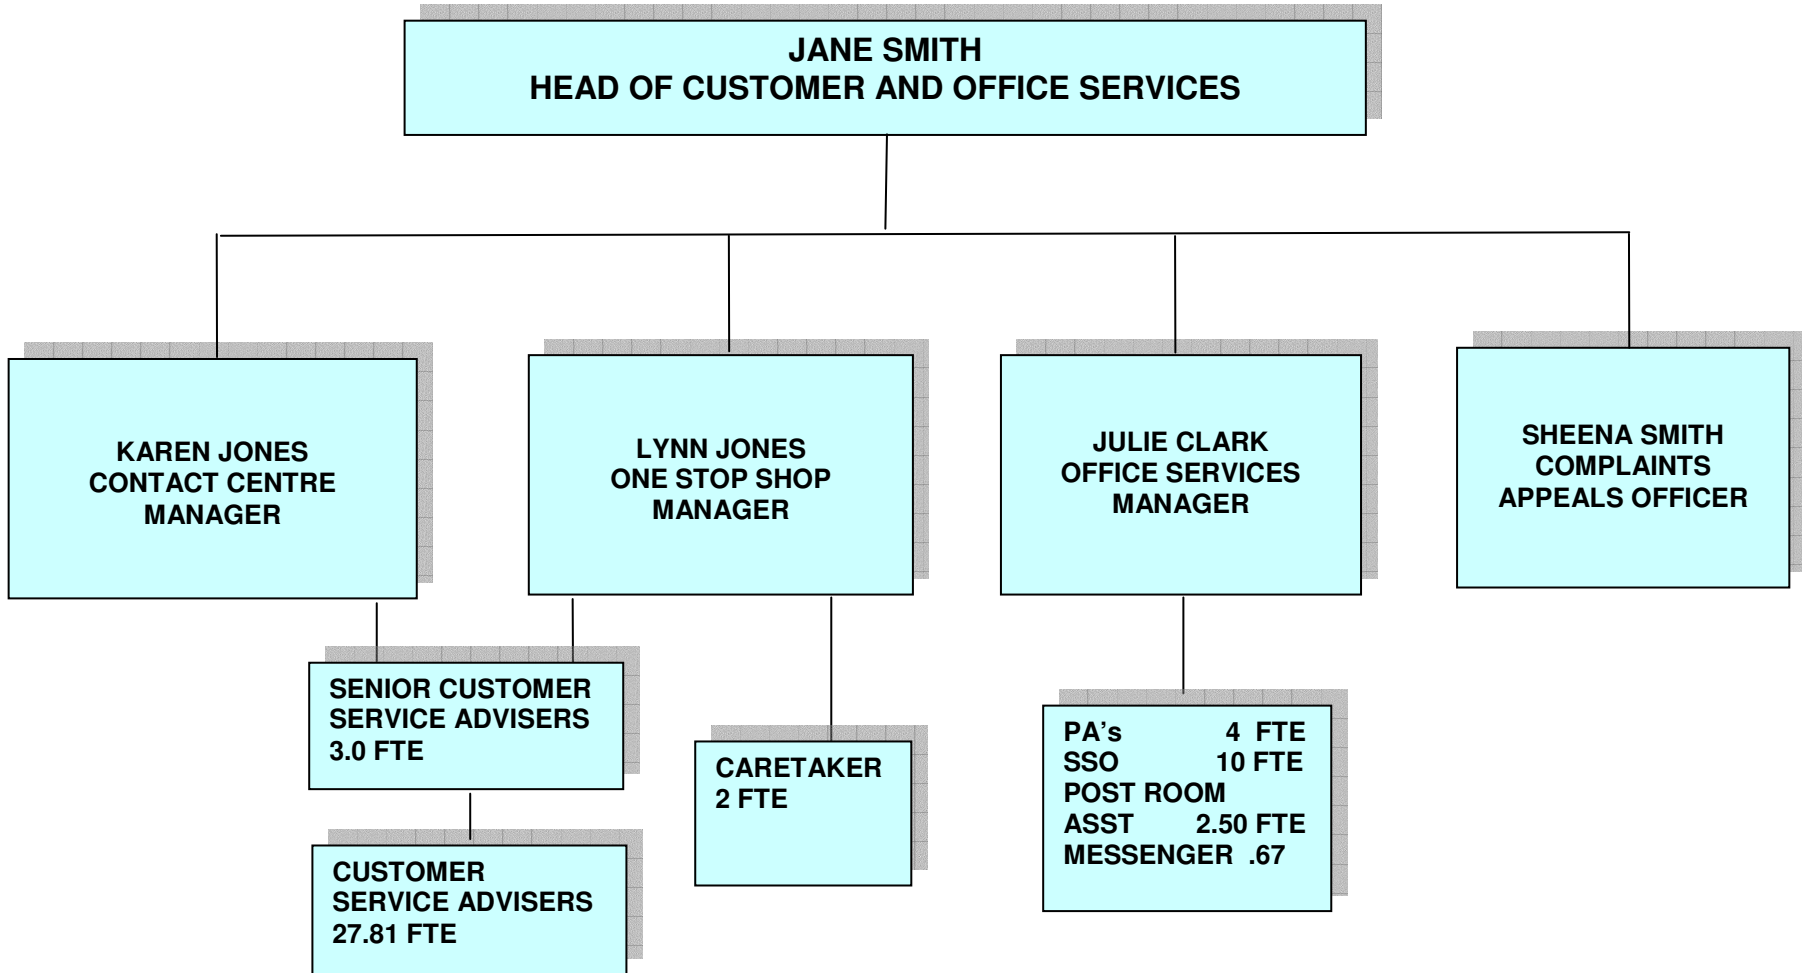 JANE SMITH
HEAD OF CUSTOMER AND OFFICE SERVICES
KAREN JONES
CONTACT CENTRE
MANAGER
LYNN JONES
ONE STOP SHOP
MANAGER
JULIE CLARK
OFFICE SERVICES
MANAGER
SHEENA SMITH
COMPLAINTS
APPEALS OFFICER
SENIOR CUSTOMER
SERVICE ADVISERS
3.0 FTE
CARETAKER
2 FTE
PA's 4 FTE
SSO 10 FTE
POST ROOM
ASST 2.50 FTE
MESSENGER .67
CUSTOMER
SERVICE ADVISERS
27.81 FTE